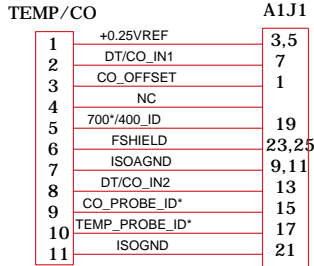 TEMP/CO A1J1
1 +0.25VREF 3,5
2 DT/CO_IN1 7
3 CO_OFFSET 1
4 NC
5 700*/400_ID 19
6 FSHIELD 23,25
7 ISOAGND 9,11
8 DT/CO_IN2 13
9 CO_PROBE_ID* 15
10 TEMP_PROBE_ID* 17
11 ISOGND 21